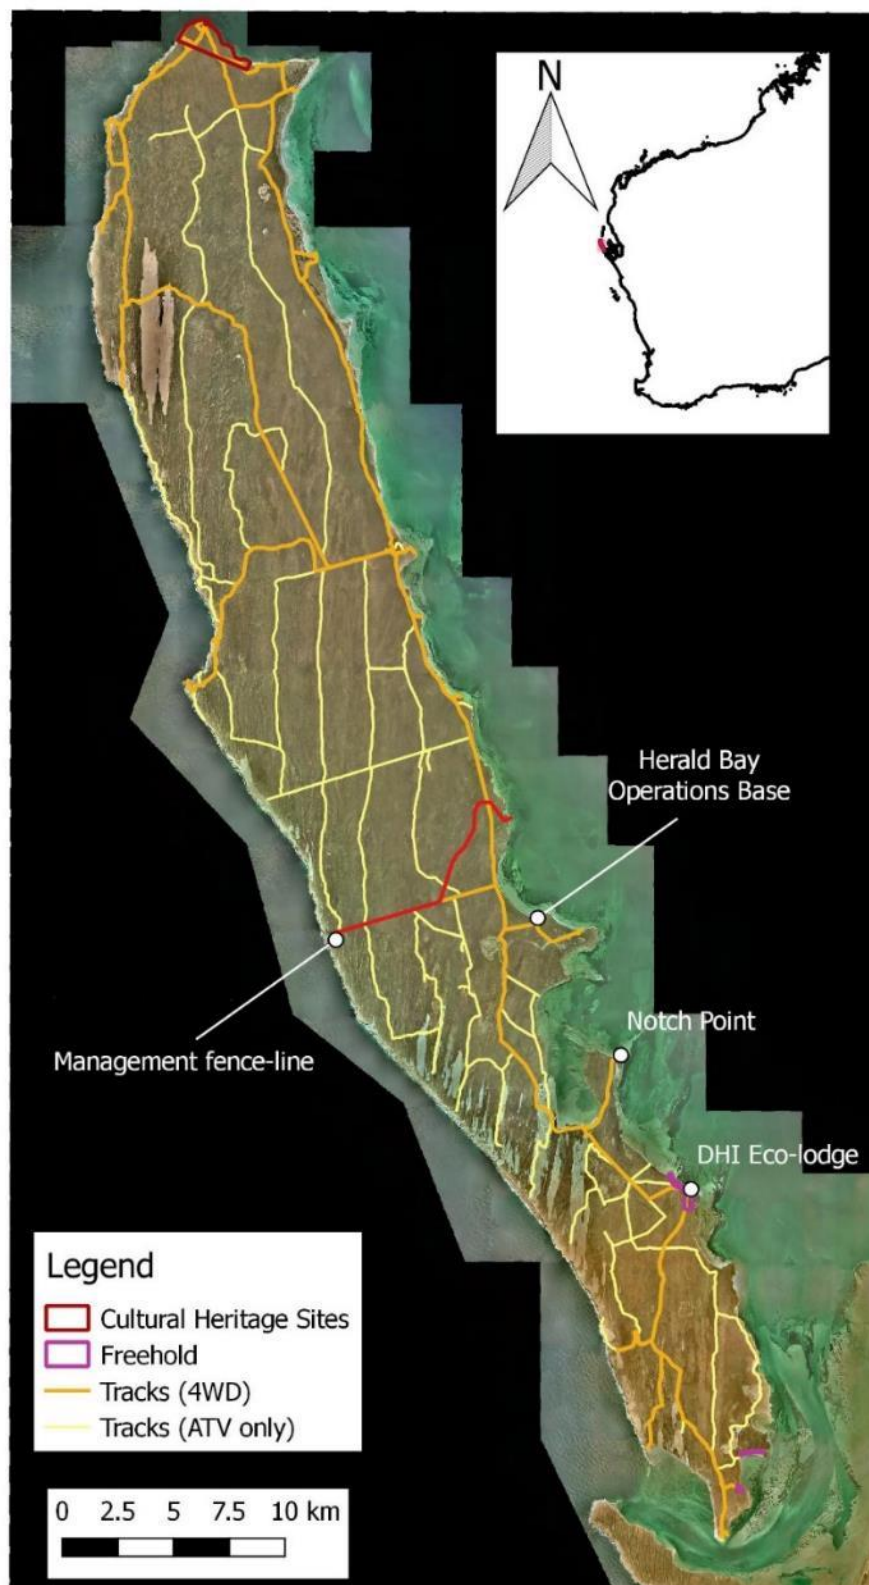 N
Herald Bay
Operations Base
Management fence-line
Notch Point
DHI Eco-lodge
Legend
Cultural Heritage Sites
Freehold
Tracks (4WD)
Tracks (ATV only)
0 2.5 5 7.5 10 km